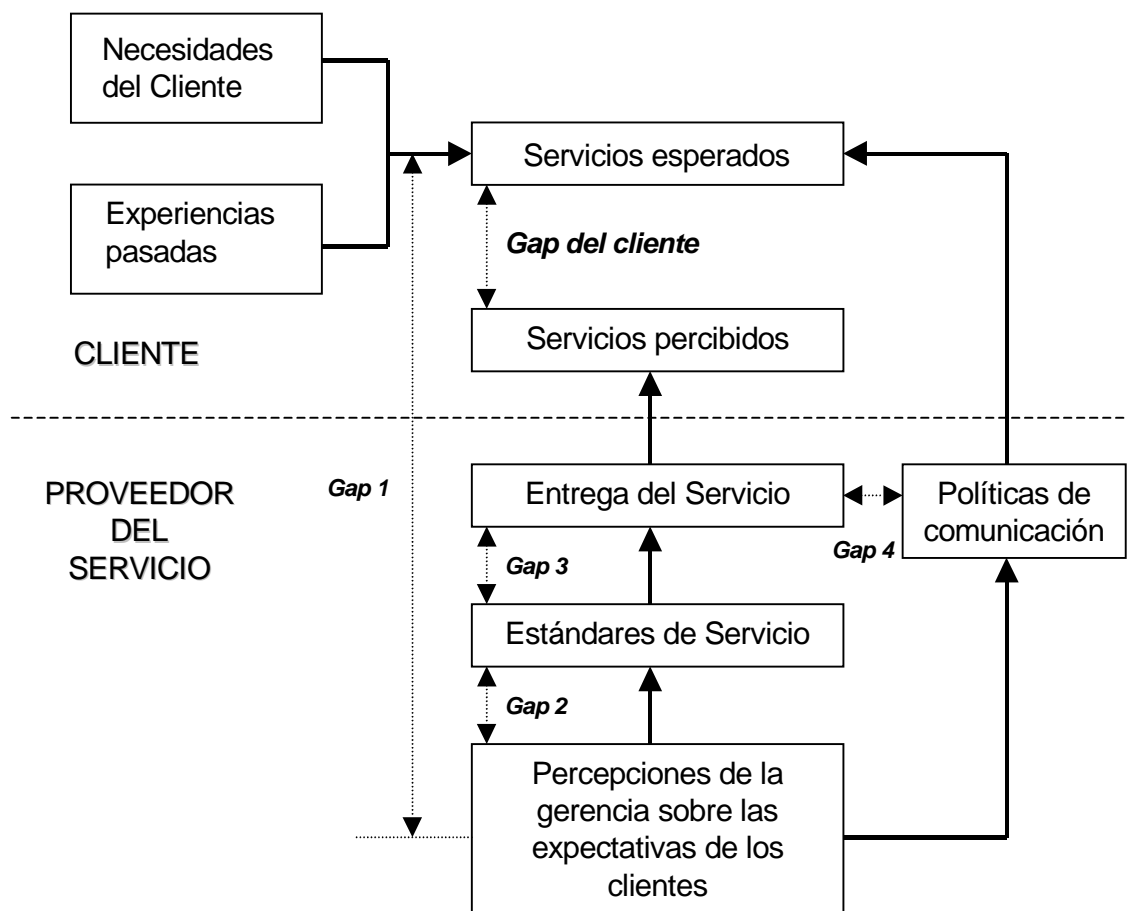 Necesidades
del Cliente
Servicios esperados
Experiencias
pasadas
Gap del cliente
Servicios percibidos
CLIENTE
PROVEEDOR
DEL
SERVICIO
Gap 1
Entrega del Servicio
Políticas de
comunicación
Gap 4
Gap 3
Estándares de Servicio
Gap 2
Percepciones de la
gerencia sobre las
expectativas de los
clientes